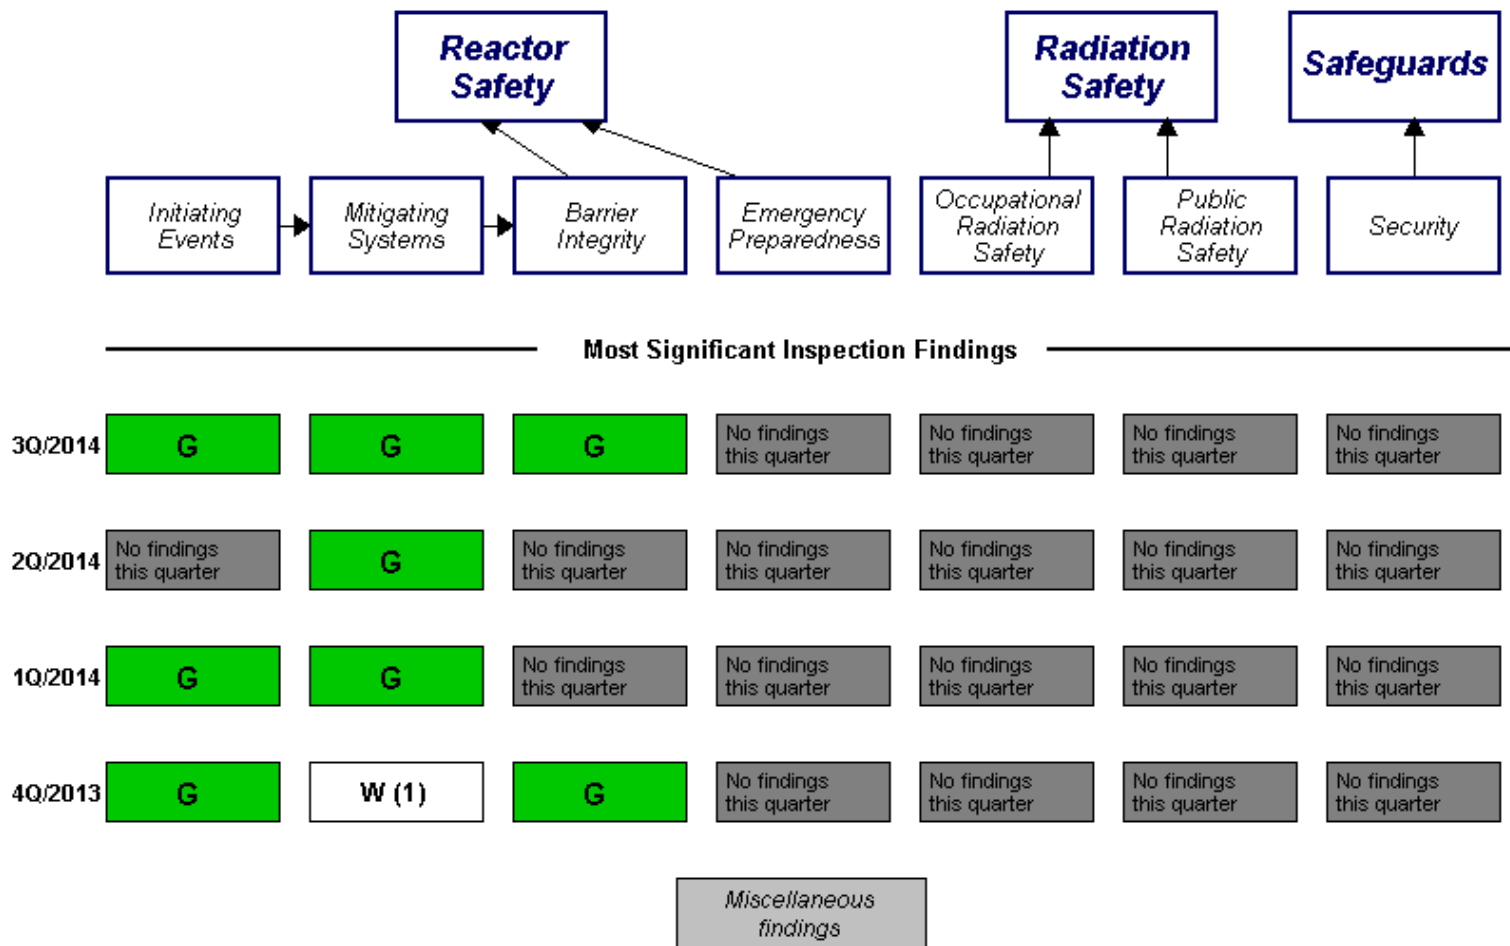 Reactor
Safety
Radiation
Safety
Safeguards
Initiating
Events
Mitigating
Systems
Barrier
Integrity
Emergency
Preparedness
Occupational
Radiation
Safety
Public
Radiation
Safety
Security
Most Significant Inspection Findings
3Q/2014
G
G
G
No findings
this quarter
No findings
this quarter
No findings
this quarter
No findings
this quarter
2Q/2014
No findings
this quarter
G
No findings
this quarter
No findings
this quarter
No findings
this quarter
No findings
this quarter
No findings
this quarter
1Q/2014
G
G
No findings
this quarter
No findings
this quarter
No findings
this quarter
No findings
this quarter
No findings
this quarter
4Q/2013
G
W (1)
G
No findings
this quarter
No findings
this quarter
No findings
this quarter
No findings
this quarter
Miscellaneous
findings